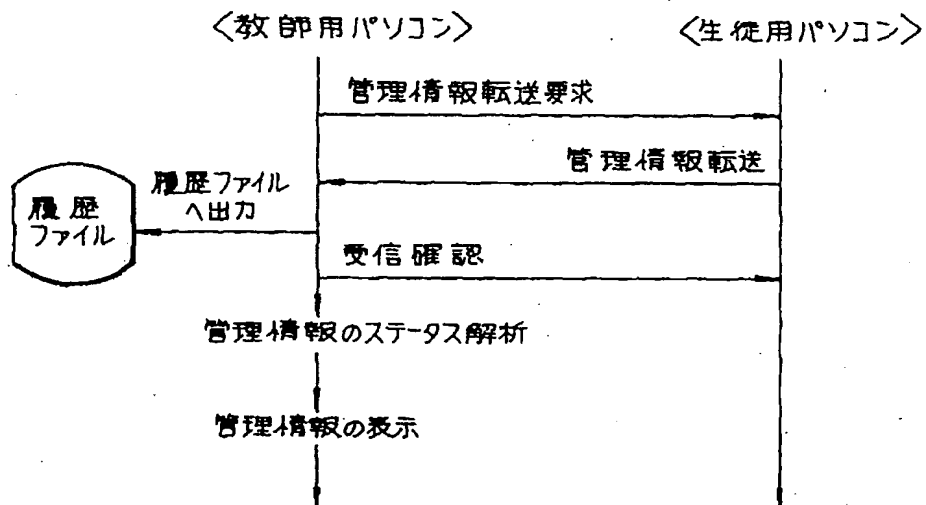 〈教師用パソコン〉
〈生徒用パソコン〉
管理情報転送要求
管理情報転送
履歴ファイル
へ出力
履歴
ファイル
受信確認
管理情報のステータス解析
管理情報の表示